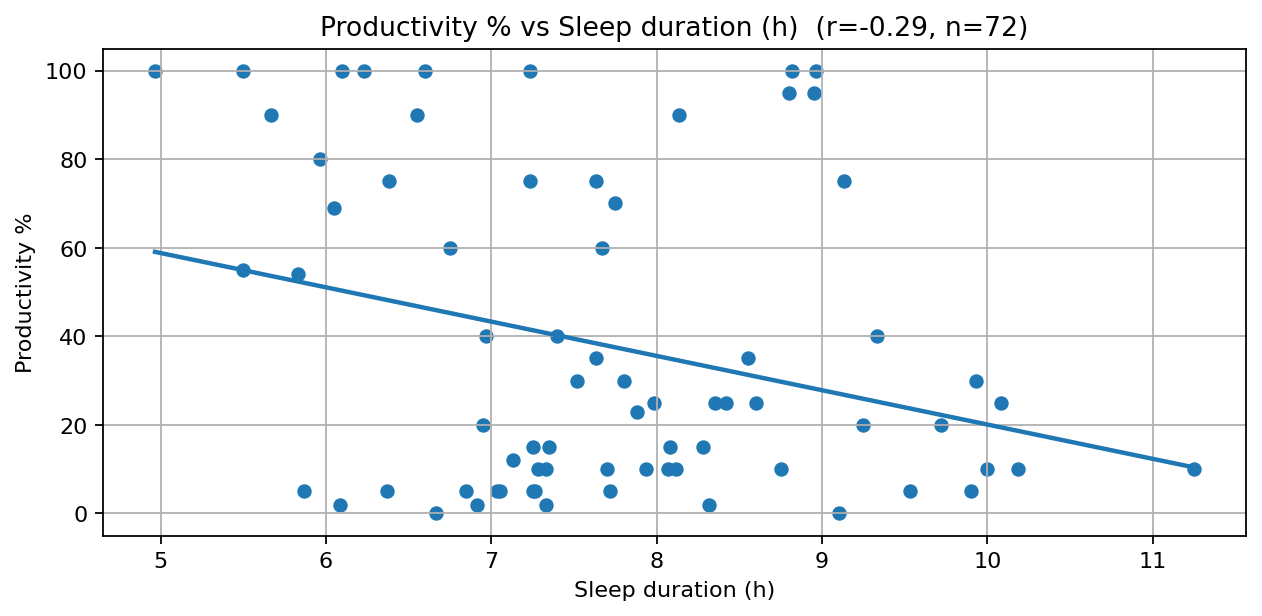 Productivity % vs Sleep duration (h)  (r=-0.29, n=72)
100
80
60
40
20
0
Productivity %
5 6 7 8 9 10 11
Sleep duration (h)